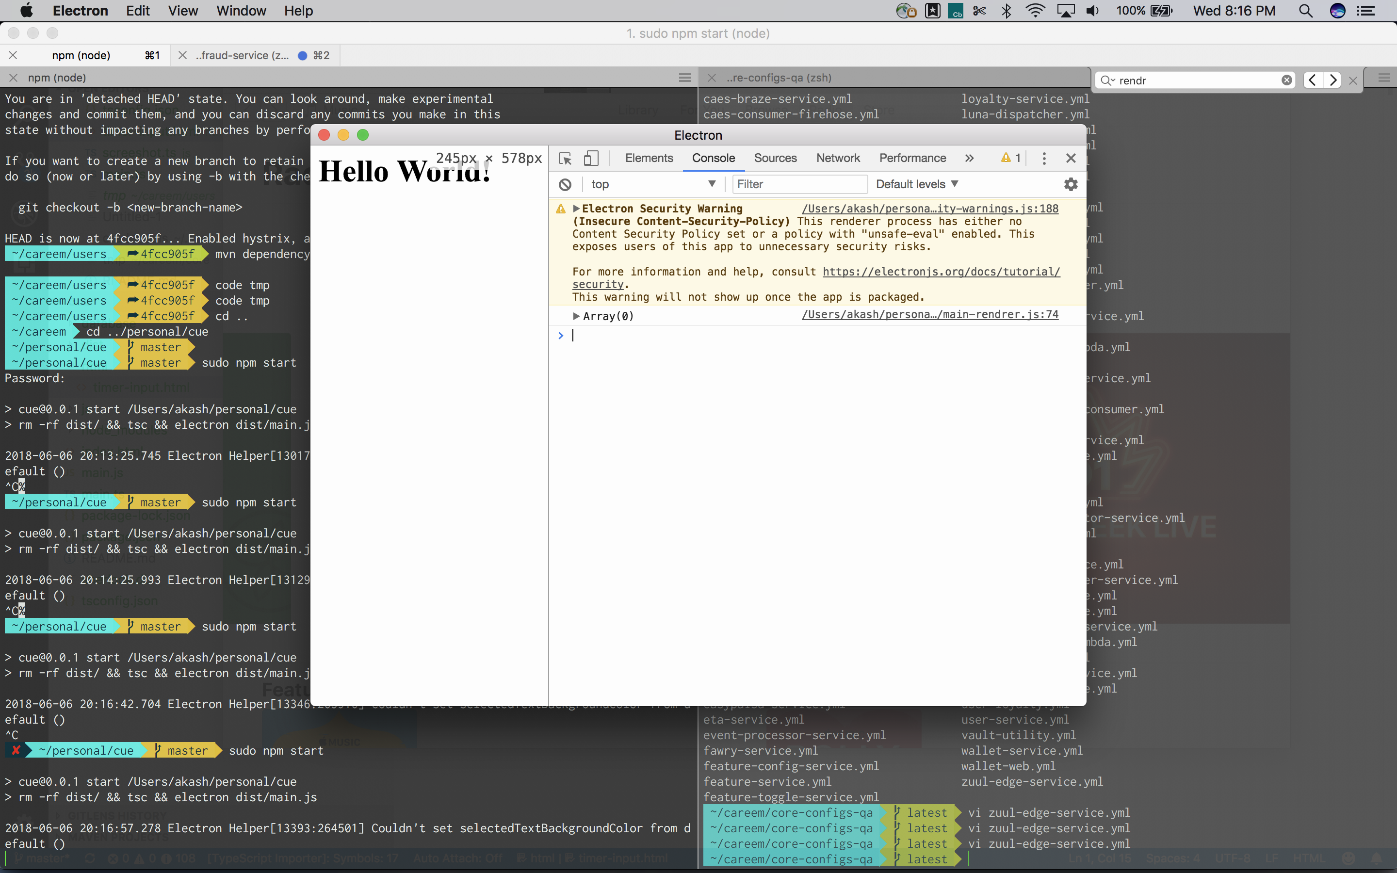 Electron Edit View Window Help
100% Wed 8:16 PM
1. sudo npm start (node)
npm (node) ⌘1
..fraud-service (z... ⌘2
npm (node)
..re-configs-qa (zsh)
rendr
You are in 'detached HEAD' state. You can look around, make experimental
changes and commit them, and you can discard any commits you make in this
state without impacting any branches by perfo
If you want to create a new branch to retain
do so (now or later) by using -b with the che
git checkout -b <new-branch-name>
HEAD is now at 4fcc905f... Enabled hystrix, a
~/careem/users ➦ 4fcc905f mvn dependency
~/careem/users ➦ 4fcc905f code tmp
~/careem/users ➦ 4fcc905f code tmp
~/careem/users ➦ 4fcc905f cd ..
~/careem cd ../personal/cue
~/personal/cue master
~/personal/cue master sudo npm start
Password:
> cue@0.0.1 start /Users/akash/personal/cue
> rm -rf dist/ && tsc && electron dist/main.j
2018-06-06 20:13:25.745 Electron Helper[13017
efault ()
^C%
~/personal/cue master sudo npm start
> cue@0.0.1 start /Users/akash/personal/cue
> rm -rf dist/ && tsc && electron dist/main.j
2018-06-06 20:14:25.993 Electron Helper[13129
efault ()
^C%
~/personal/cue master sudo npm start
> cue@0.0.1 start /Users/akash/personal/cue
> rm -rf dist/ && tsc && electron dist/main.j
2018-06-06 20:16:42.704 Electron Helper[13346
efault ()
^C
✘ ~/personal/cue master sudo npm start
> cue@0.0.1 start /Users/akash/personal/cue
> rm -rf dist/ && tsc && electron dist/main.js
2018-06-06 20:16:57.278 Electron Helper[13393:264501] Couldn't set selectedTextBackgroundColor from d
efault ()
Electron
Hello World!
245px × 578px
Elements Console Sources Network Performance » 1
top Filter Default levels
Electron Security Warning /Users/akash/persona…ity-warnings.js:188
(Insecure Content-Security-Policy) This renderer process has either no
Content Security Policy set or a policy with "unsafe-eval" enabled. This
exposes users of this app to unnecessary security risks.
For more information and help, consult https://electronjs.org/docs/tutorial/
security.
This warning will not show up once the app is packaged.
Array(0) /Users/akash/persona…/main-rendrer.js:74
caes-braze-service.yml loyalty-service.yml
caes-consumer-firehose.yml luna-dispatcher.yml
eta-service.yml user-service.yml
event-processor-service.yml vault-utility.yml
fawry-service.yml wallet-service.yml
feature-config-service.yml wallet-web.yml
feature-service.yml zuul-edge-service.yml
feature-toggle-service.yml
~/careem/core-configs-qa latest vi zuul-edge-service.yml
~/careem/core-configs-qa latest vi zuul-edge-service.yml
~/careem/core-configs-qa latest vi zuul-edge-service.yml
~/careem/core-configs-qa latest